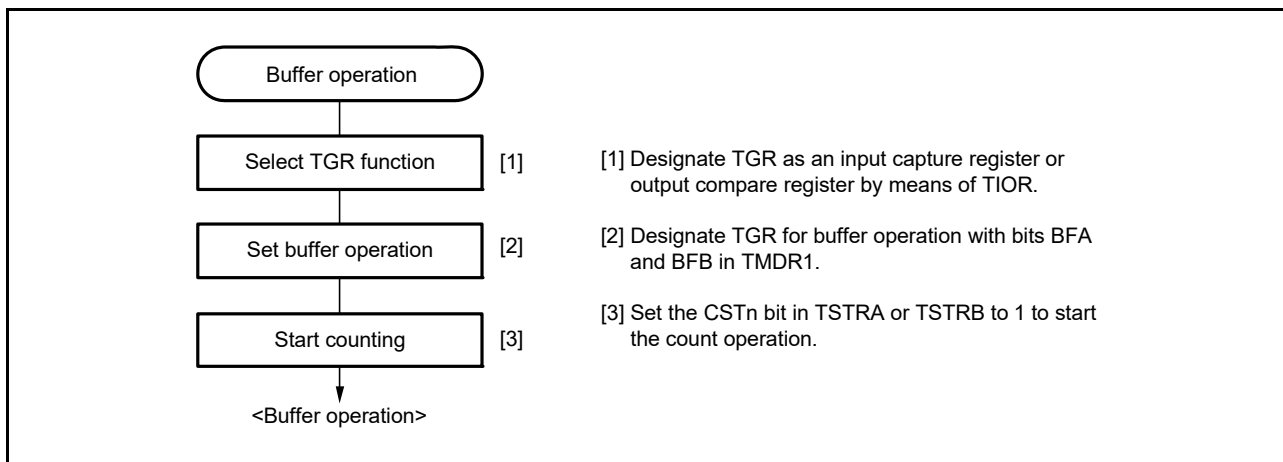 Buffer operation
Select TGR function
[1]
[1] Designate TGR as an input capture register or
output compare register by means of TIOR.
Set buffer operation
[2]
[2] Designate TGR for buffer operation with bits BFA
and BFB in TMDR1.
Start counting
[3]
[3] Set the CSTn bit in TSTRA or TSTRB to 1 to start
the count operation.
<Buffer operation>